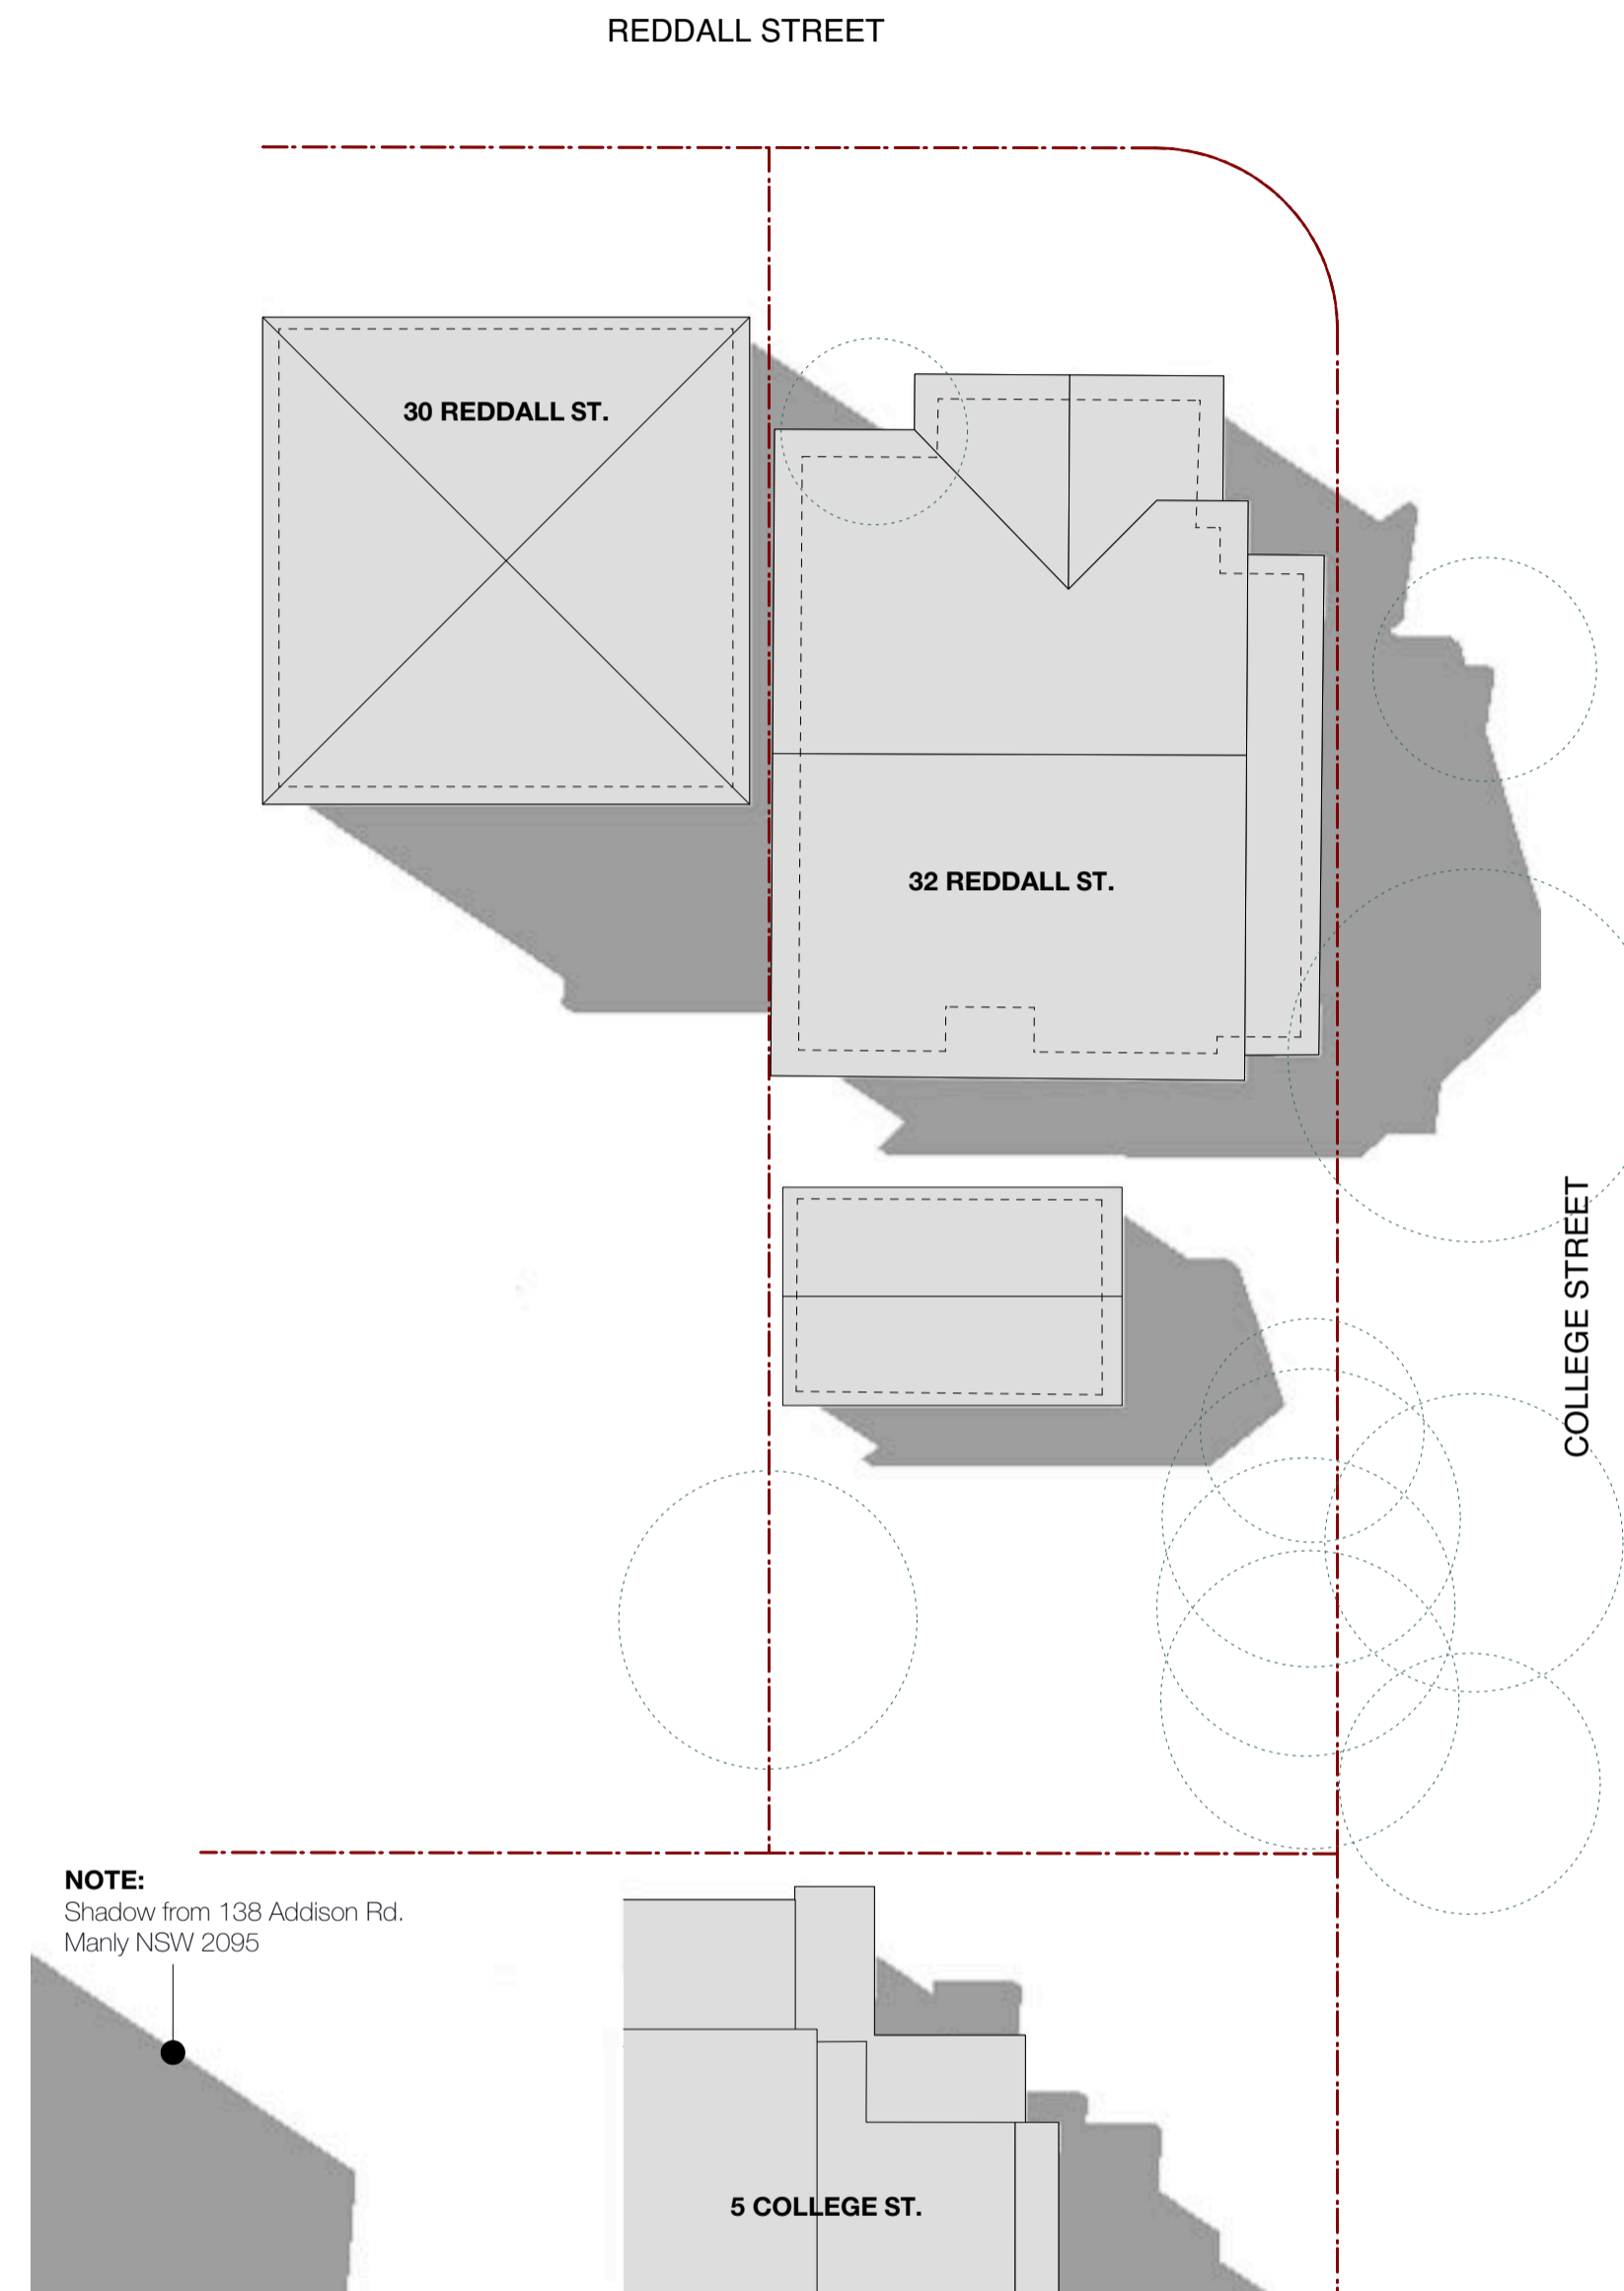 REDDALL STREET
30 REDDALL ST.
32 REDDALL ST.
COLLEGE STREET
NOTE:
Shadow from 138 Addison Rd.
Manly NSW 2095
5 COLLEGE ST.